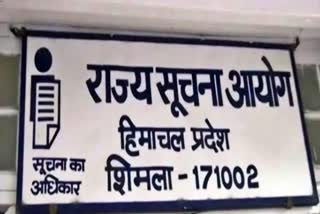 राज्य सूचना आयोग
हिमाचल प्रदेश
शिमला - 171002
सूचना का
अधिकार